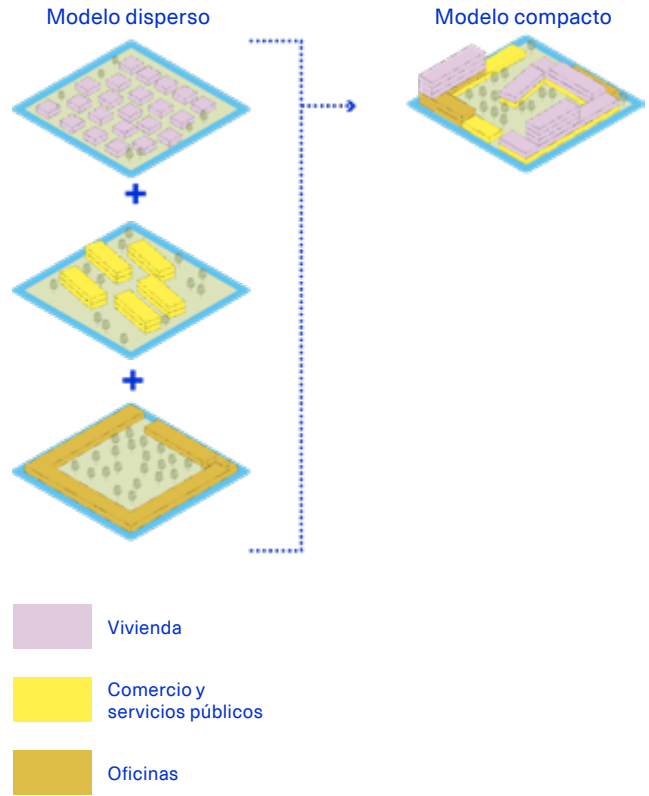 Modelo disperso
Modelo compacto
+
+
Vivienda
Comercio y
servicios públicos
Oficinas